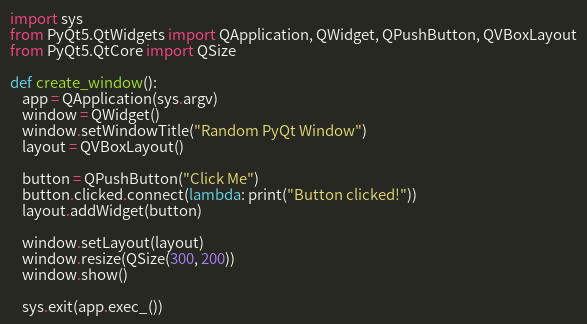 import sys
from PyQt5.QtWidgets import QApplication, QWidget, QPushButton, QVBoxLayout
from PyQt5.QtCore import QSize

def create_window():
    app = QApplication(sys.argv)
    window = QWidget()
    window.setWindowTitle("Random PyQt Window")
    layout = QVBoxLayout()

    button = QPushButton("Click Me")
    button.clicked.connect(lambda: print("Button clicked!"))
    layout.addWidget(button)

    window.setLayout(layout)
    window.resize(QSize(300, 200))
    window.show()

    sys.exit(app.exec_())